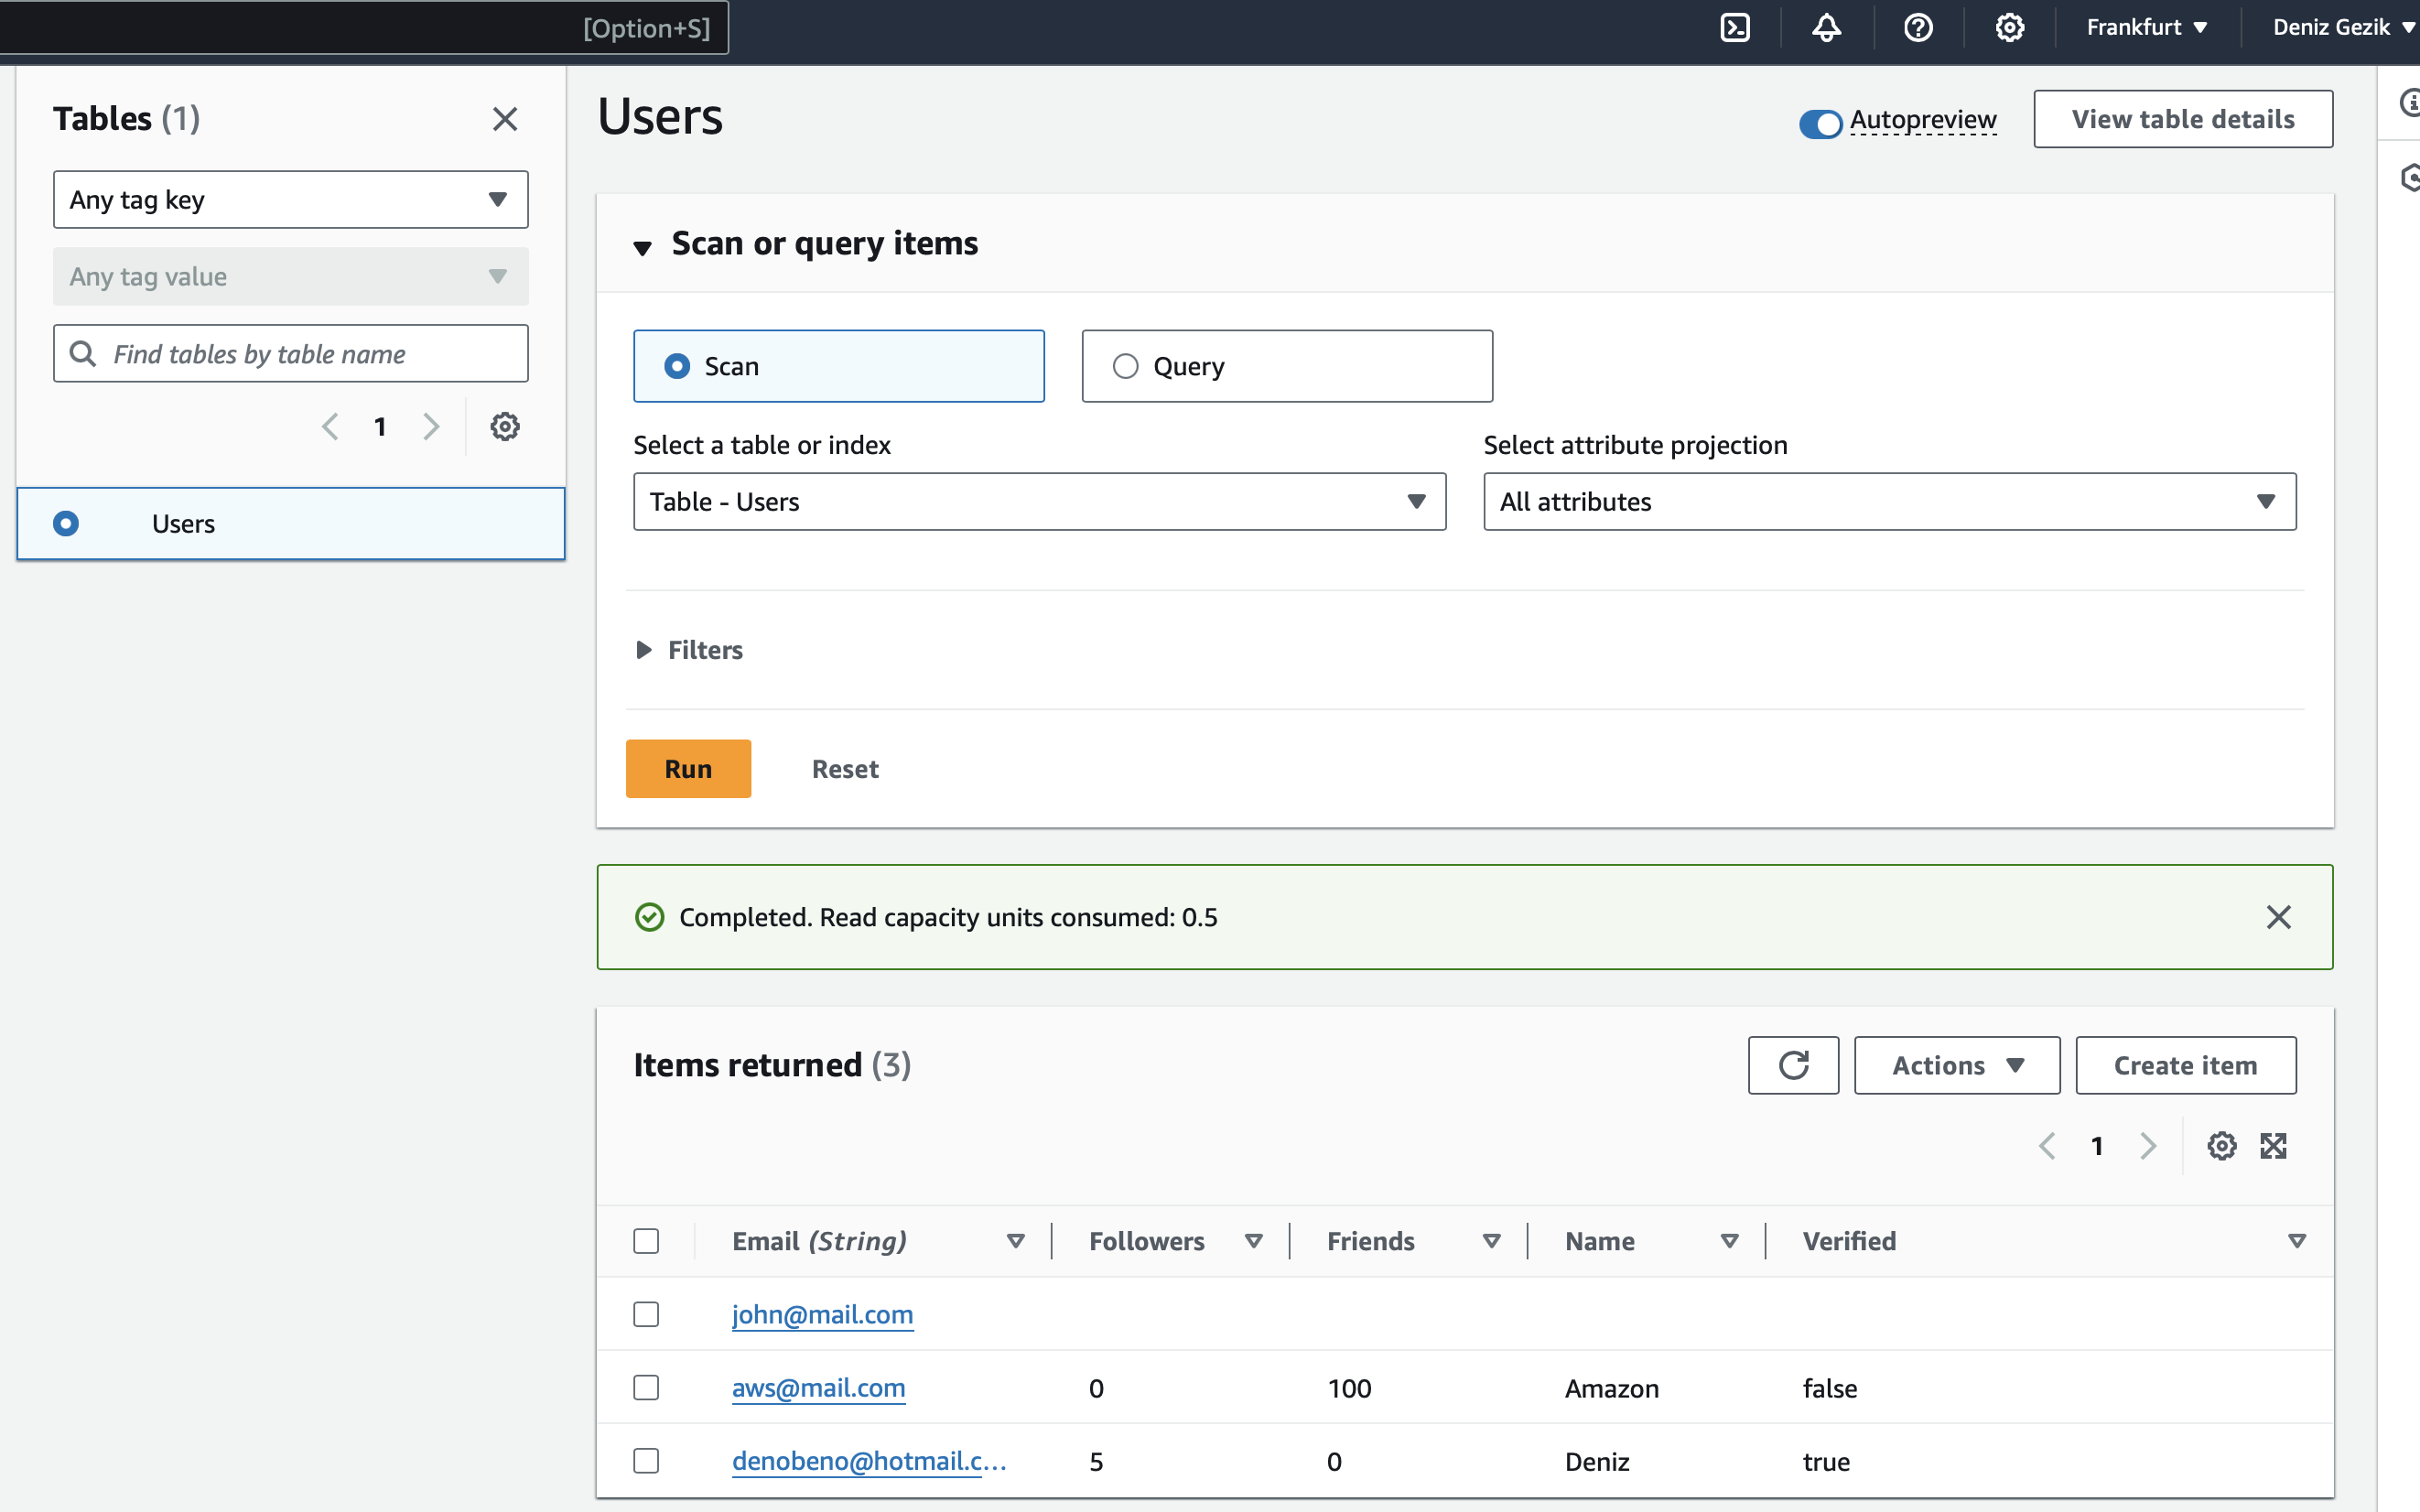 [Option+S]
Frankfurt
Deniz Gezik
Tables (1)
Any tag key
Any tag value
Find tables by table name
1
Users
Users
Autopreview
View table details
Scan or query items
Scan
Query
Select a table or index
Select attribute projection
Table - Users
All attributes
Filters
Run
Reset
Completed. Read capacity units consumed: 0.5
Items returned (3)
Actions
Create item
1
Email (String)
Followers
Friends
Name
Verified
john@mail.com
aws@mail.com
0
100
Amazon
false
denobeno@hotmail.c...
5
0
Deniz
true